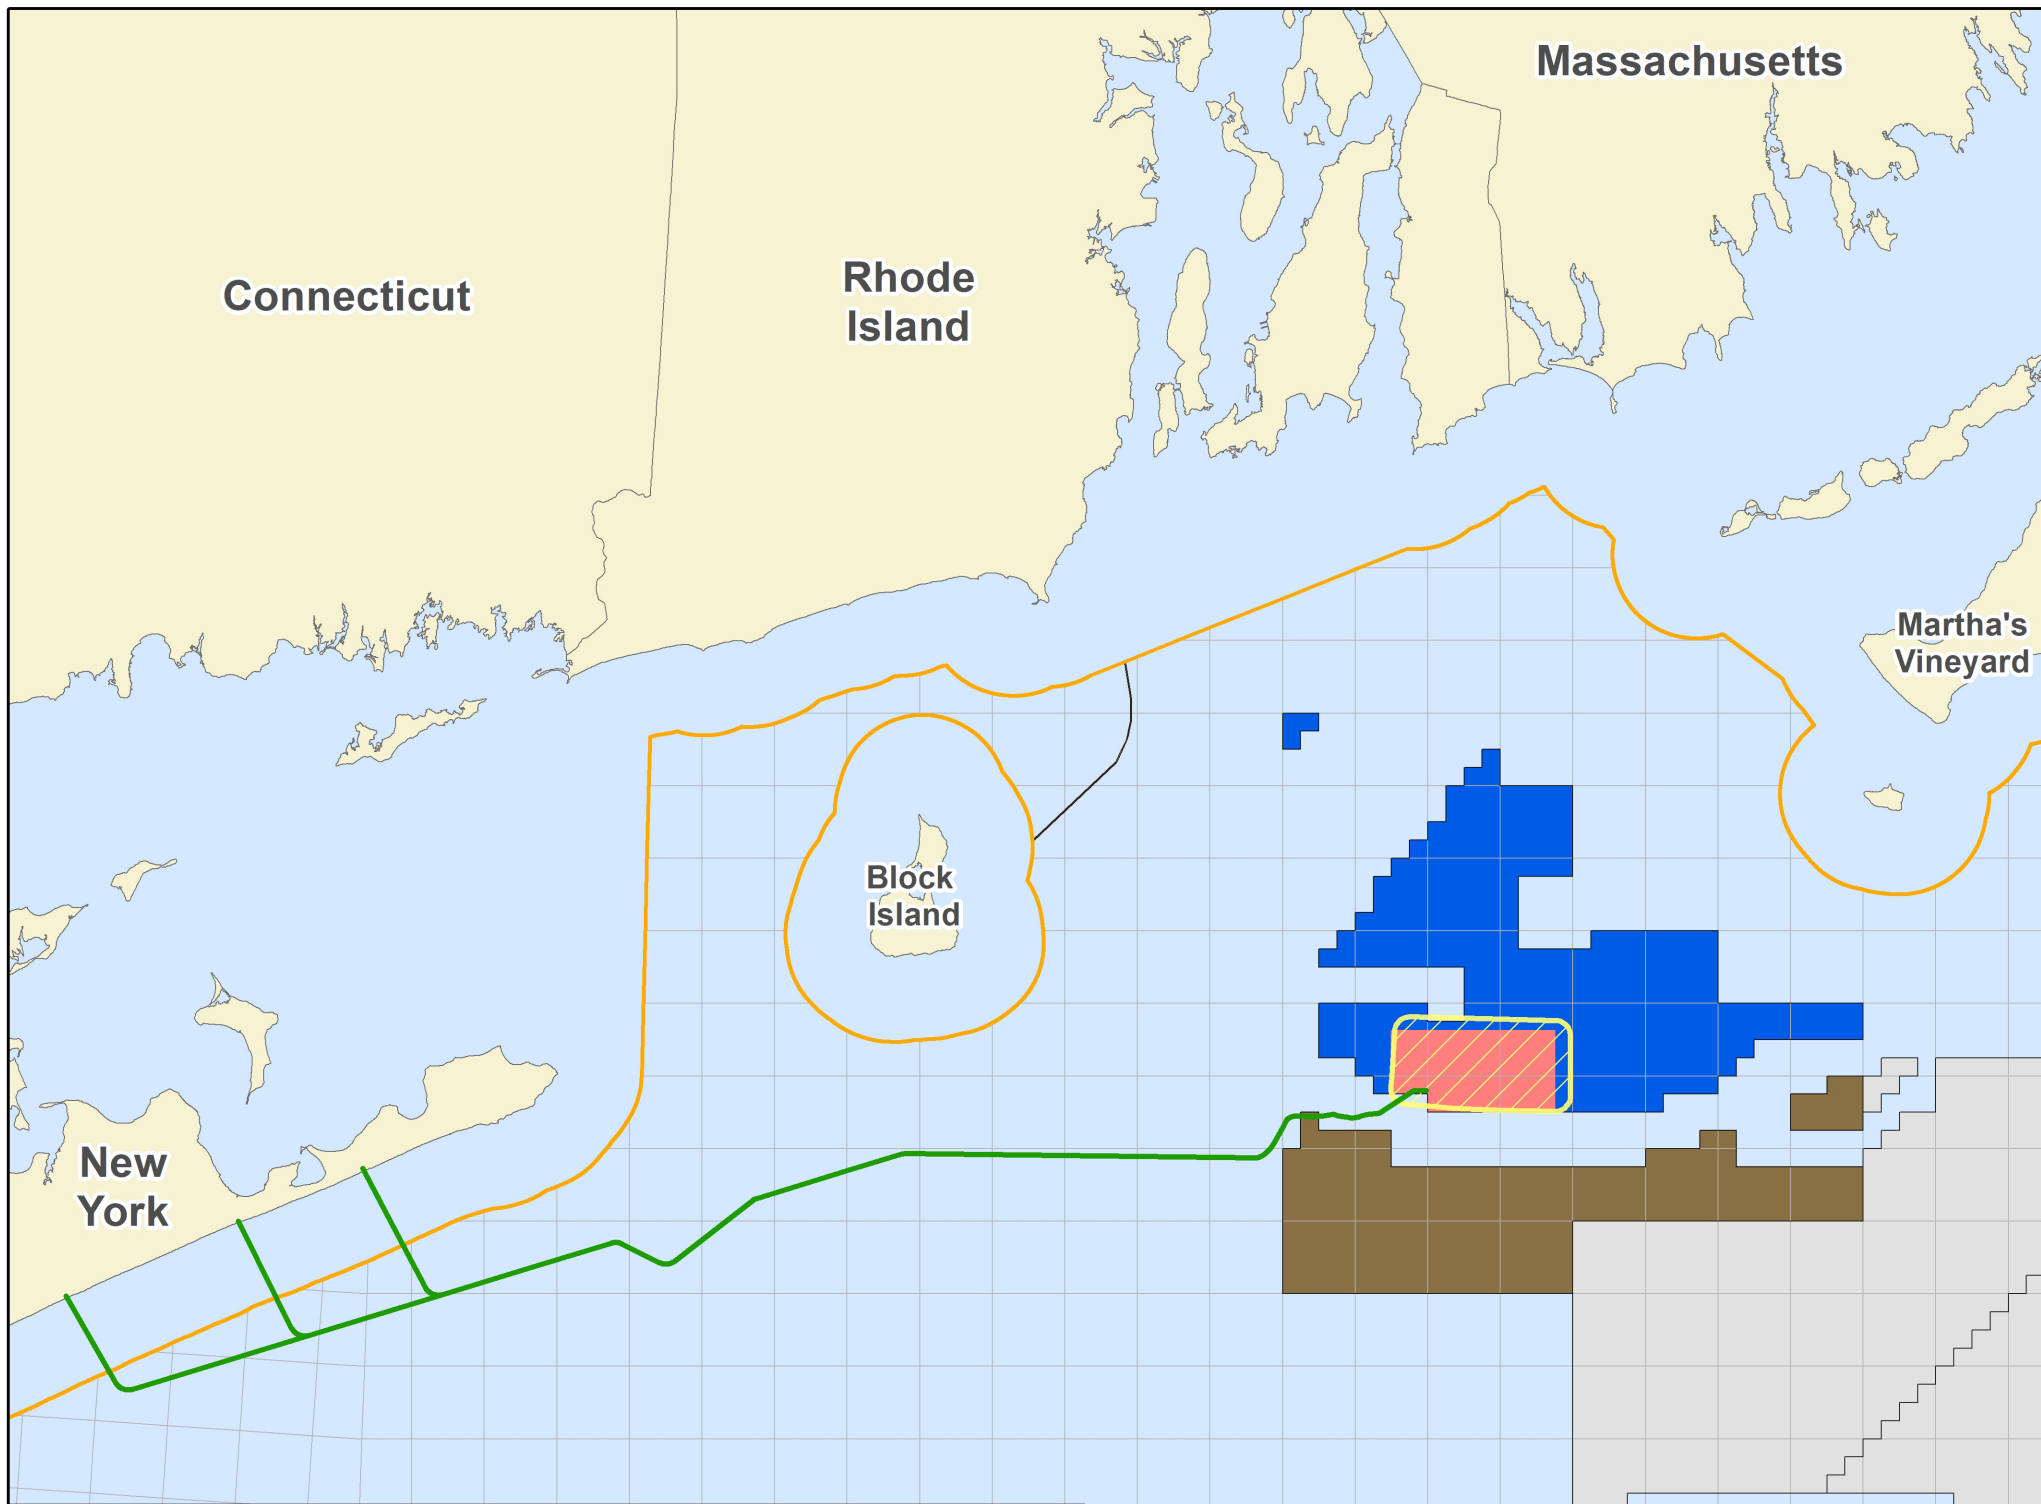 Massachusetts
Connecticut
Rhode
Island
Martha's
Vineyard
Block
Island
New
York